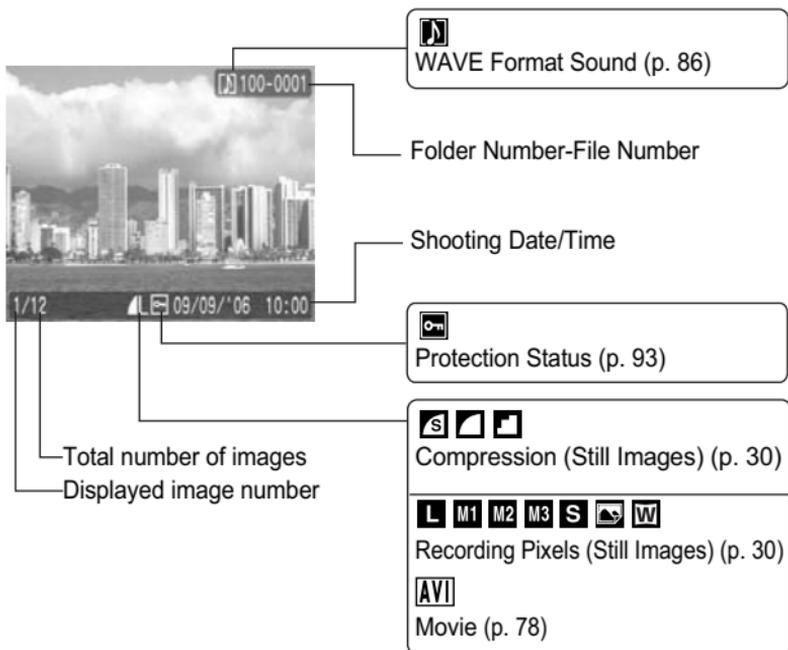 WAVE Format Sound (p. 86)
100-0001
Folder Number-File Number
Shooting Date/Time
1/12 L 09/09/'06 10:00
Protection Status (p. 93)
S
Compression (Still Images) (p. 30)
Total number of images
Displayed image number
L M1 M2 M3 S W
Recording Pixels (Still Images) (p. 30)
AVI
Movie (p. 78)